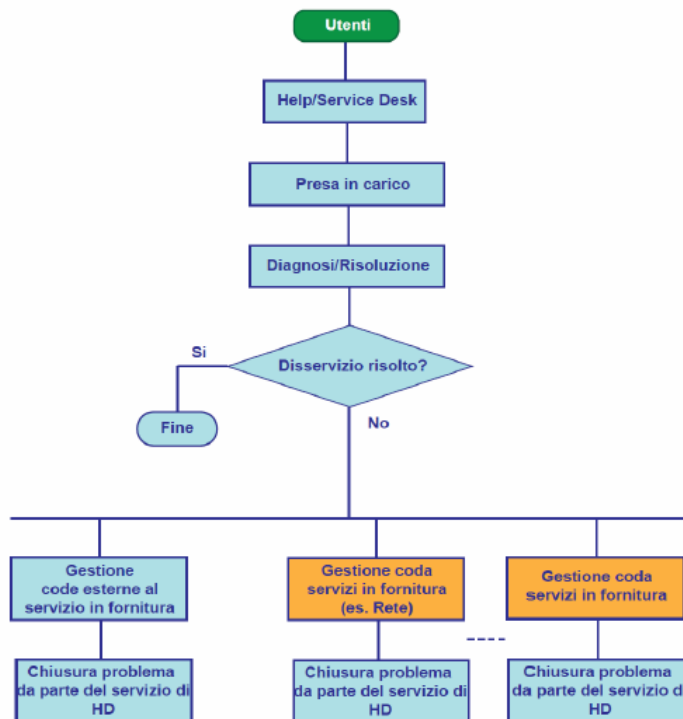 Utenti
Help/Service Desk
Presa in carico
Diagnosi/Risoluzione
Si
Disservizio risolto?
Fine
No
Gestione
code esterne al
servizio in fornitura
Gestione coda
servizi in fornitura
(es. Rete)
Gestione coda
servizi in fornitura
Chiusura problema
da parte del servizio di
HD
Chiusura problema
da parte del servizio di
HD
Chiusura problema
da parte del servizio di
HD